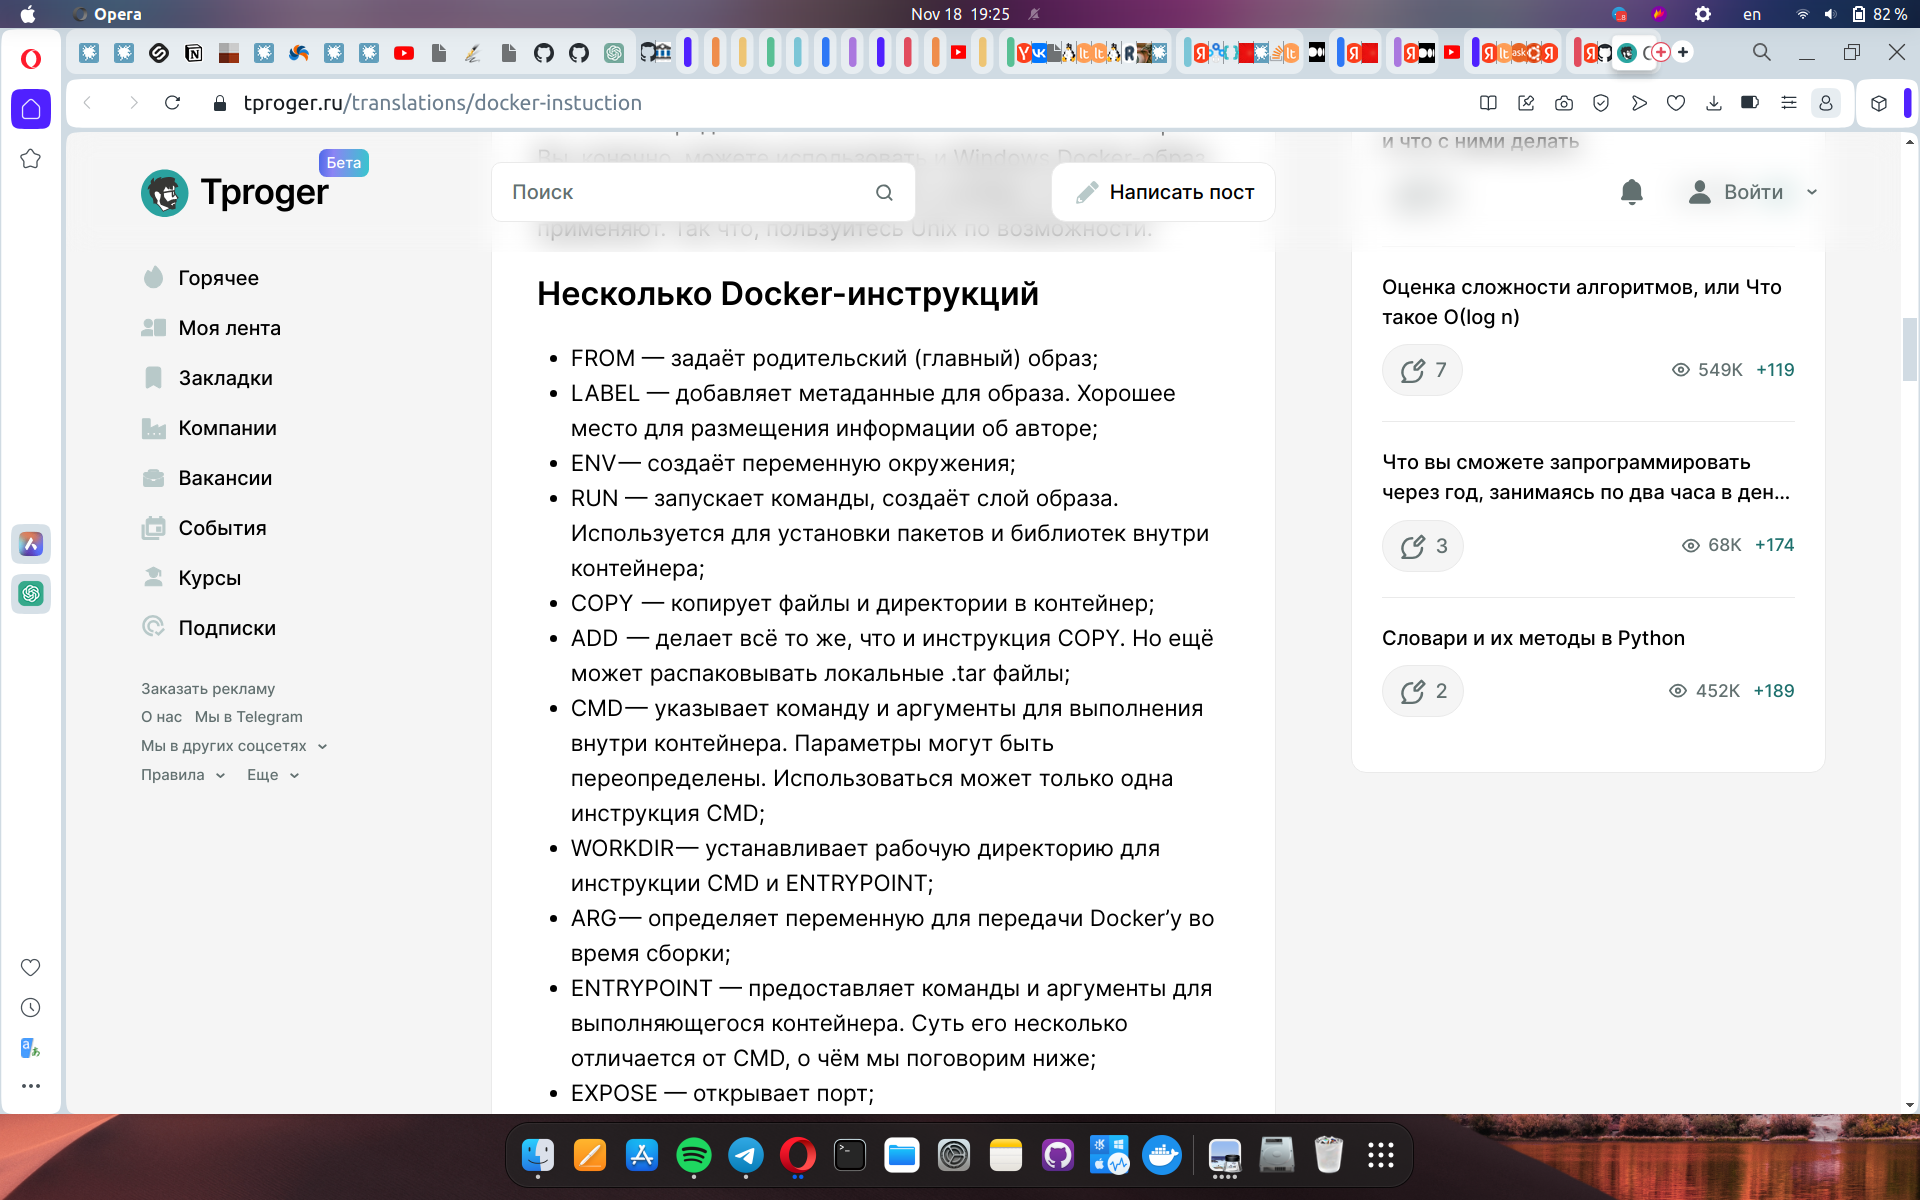 Opera
Nov 18 19:25
en
82 %
tproger.ru/translations/docker-instuction
Бета
Tproger
Поиск
Написать пост
Войти
и что с ними делать
Вы, конечно, можете использовать и Windows Docker-образ
применяют. Так что, пользуйтесь Unix по возможности.
Горячее
Моя лента
Закладки
Компании
Вакансии
События
Курсы
Подписки
Заказать рекламу
О нас Мы в Telegram
Мы в других соцсетях
Правила Еще
Несколько Docker-инструкций
• FROM — задаёт родительский (главный) образ;
• LABEL — добавляет метаданные для образа. Хорошее
место для размещения информации об авторе;
• ENV— создаёт переменную окружения;
• RUN — запускает команды, создаёт слой образа.
Используется для установки пакетов и библиотек внутри
контейнера;
• COPY — копирует файлы и директории в контейнер;
• ADD — делает всё то же, что и инструкция COPY. Но ещё
может распаковывать локальные .tar файлы;
• CMD— указывает команду и аргументы для выполнения
внутри контейнера. Параметры могут быть
переопределены. Использоваться может только одна
инструкция CMD;
• WORKDIR— устанавливает рабочую директорию для
инструкции CMD и ENTRYPOINT;
• ARG— определяет переменную для передачи Docker’у во
время сборки;
• ENTRYPOINT — предоставляет команды и аргументы для
выполняющегося контейнера. Суть его несколько
отличается от CMD, о чём мы поговорим ниже;
• EXPOSE — открывает порт;
Оценка сложности алгоритмов, или Что
такое O(log n)
7
549K +119
Что вы сможете запрограммировать
через год, занимаясь по два часа в ден...
3
68K +174
Словари и их методы в Python
2
452K +189